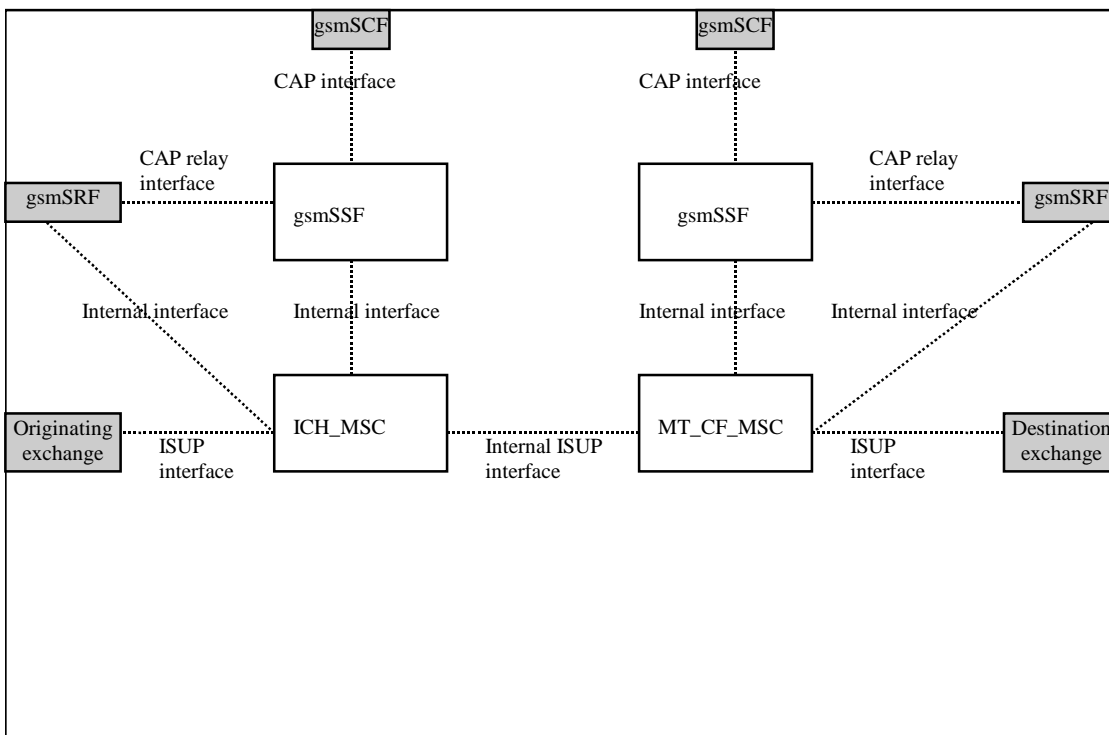 gsmSCF
gsmSCF
CAP interface
CAP interface
CAP relay
interface
CAP relay
interface
gsmSRF
gsmSSF
gsmSSF
gsmSRF
Internal interface
Internal interface
Internal interface
Internal interface
Originating
exchange
ISUP
interface
ICH_MSC
Internal ISUP
interface
MT_CF_MSC
ISUP
interface
Destination
exchange